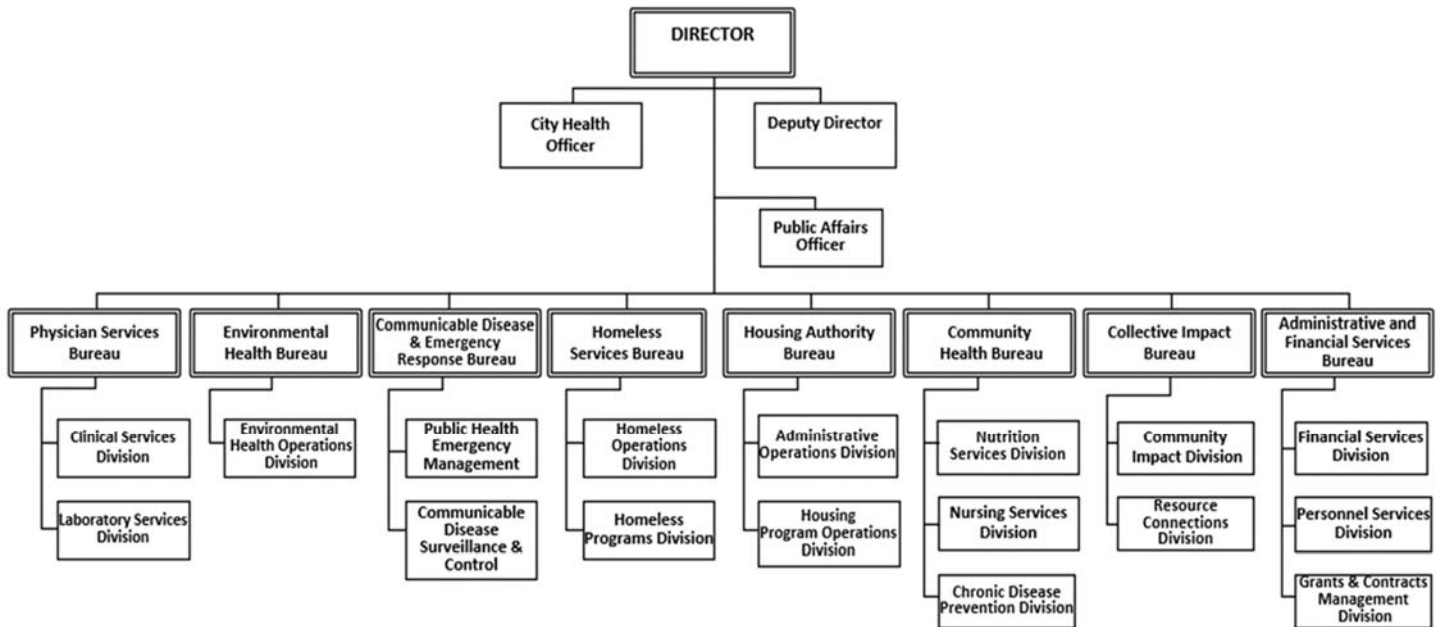 DIRECTOR
City Health
Officer
Deputy Director
Public Affairs
Officer
Physician Services
Bureau
Environmental
Health Bureau
Communicable Disease
& Emergency
Response Bureau
Homeless
Services Bureau
Housing Authority
Bureau
Community
Health Bureau
Collective Impact
Bureau
Administrative and
Financial Services
Bureau
Clinical Services
Division
Laboratory Services
Division
Environmental
Health Operations
Division
Public Health
Emergency
Management
Communicable
Disease
Surveillance &
Control
Homeless
Operations
Division
Homeless
Programs Division
Administrative
Operations Division
Housing
Program Operations
Division
Nutrition
Services Division
Nursing Services
Division
Chronic Disease
Prevention Division
Community
Impact Division
Resource
Connections
Division
Financial Services
Division
Personnel Services
Division
Grants & Contracts
Management
Division